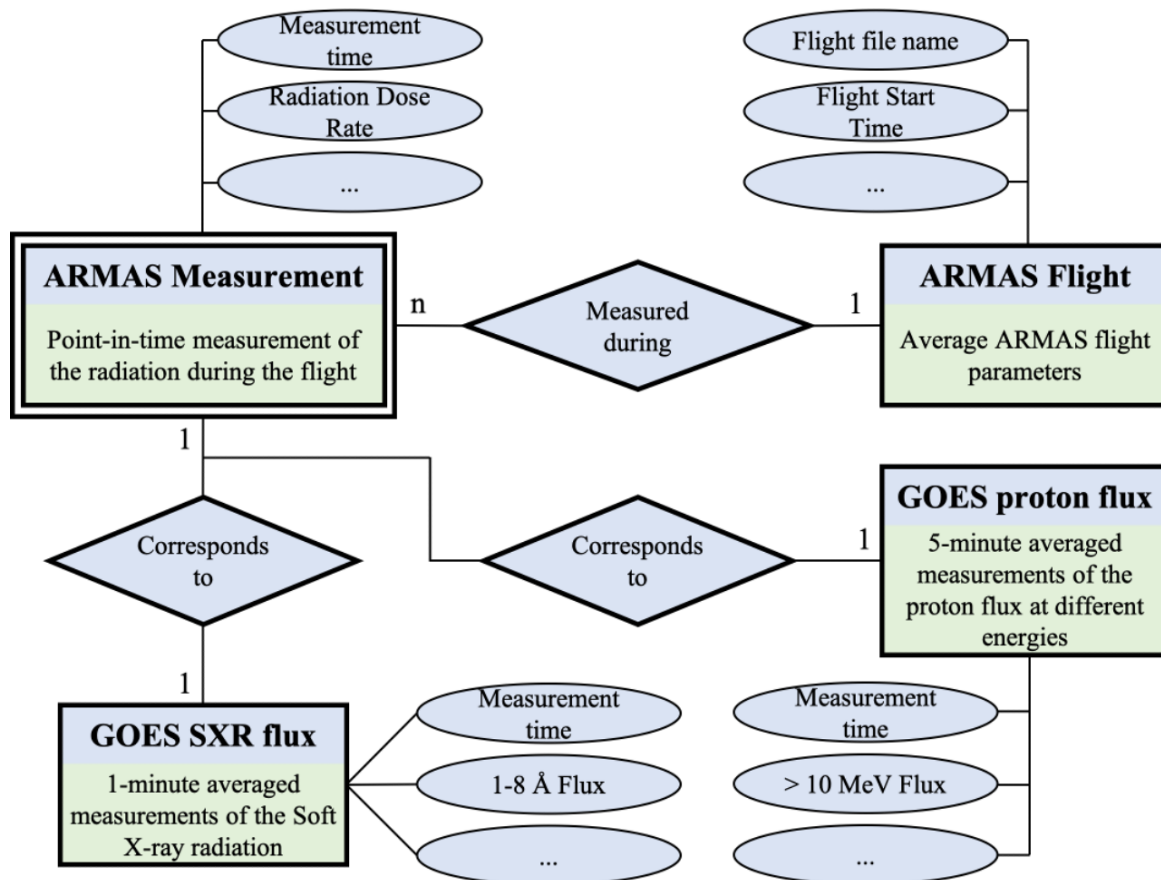 Measurement
time
Radiation Dose
Rate
...
Flight file name
Flight Start
Time
...
ARMAS Measurement
Point-in-time measurement of
the radiation during the flight
n
Measured
during
1
ARMAS Flight
Average ARMAS flight
parameters
1
Corresponds
to
1
Corresponds
to
1
GOES proton flux
5-minute averaged
measurements of the
proton flux at different
energies
GOES SXR flux
1-minute averaged
measurements of the Soft
X-ray radiation
Measurement
time
1-8 Å Flux
...
Measurement
time
> 10 MeV Flux
...